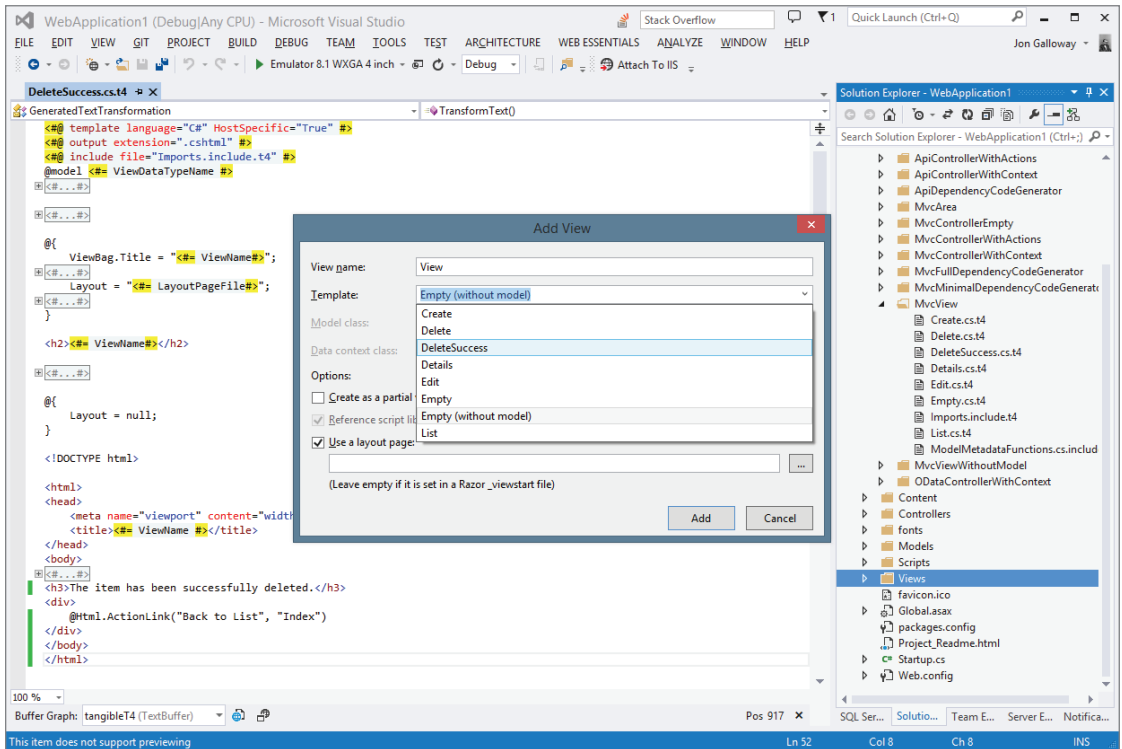 WebApplication1 (Debug|Any CPU) - Microsoft Visual Studio
Stack Overflow
1
Quick Launch (Ctrl+Q)
FILE EDIT VIEW GIT PROJECT BUILD DEBUG TEAM TOOLS TEST ARCHITECTURE WEB ESSENTIALS ANALYZE WINDOW HELP
Jon Galloway
Emulator 8.1 WXGA 4 inch
Debug
Attach To IIS
DeleteSuccess.cs.t4
GeneratedTextTransformation
TransformText()
<#@ template language="C#" HostSpecific="True" #>
<#@ output extension=".cshtml" #>
<#@ include file="Imports.include.t4" #>
@model <#= ViewDataTypeName #>
<#...#>
<#...#>
@{
ViewBag.Title = "<#= ViewName#>";
<#...#>
Layout = "<#= LayoutPageFile#>";
<#...#>
}
<h2><#= ViewName#></h2>
<#...#>
@{
Layout = null;
}
<!DOCTYPE html>
<html>
<head>
<meta name="viewport" content="width
<title><#= ViewName #></title>
</head>
<body>
<#...#>
<h3>The item has been successfully deleted.</h3>
<div>
@Html.ActionLink("Back to List", "Index")
</div>
</body>
</html>
100 %
Buffer Graph: tangibleT4 (TextBuffer)
Pos 917
Add View
View name:
View
Template:
Empty (without model)
Model class:
Data context class:
Options:
Create as a partial
Reference script lib
Use a layout page:
Create
Delete
DeleteSuccess
Details
Edit
Empty
Empty (without model)
List
...
(Leave empty if it is set in a Razor _viewstart file)
Add
Cancel
Solution Explorer - WebApplication1
Search Solution Explorer - WebApplication1 (Ctrl+;)
ApiControllerWithActions
ApiControllerWithContext
ApiDependencyCodeGenerator
MvcArea
MvcControllerEmpty
MvcControllerWithActions
MvcControllerWithContext
MvcFullDependencyCodeGenerator
MvcMinimalDependencyCodeGenerato
MvcView
Create.cs.t4
Delete.cs.t4
DeleteSuccess.cs.t4
Details.cs.t4
Edit.cs.t4
Empty.cs.t4
Imports.include.t4
List.cs.t4
ModelMetadataFunctions.cs.includ
MvcViewWithoutModel
ODataControllerWithContext
Content
Controllers
fonts
Models
Scripts
Views
favicon.ico
Global.asax
packages.config
Project_Readme.html
Startup.cs
Web.config
SQL Ser... Solutio... Team E... Server E... Notifica...
This item does not support previewing
Ln 52
Col 8
Ch 8
INS